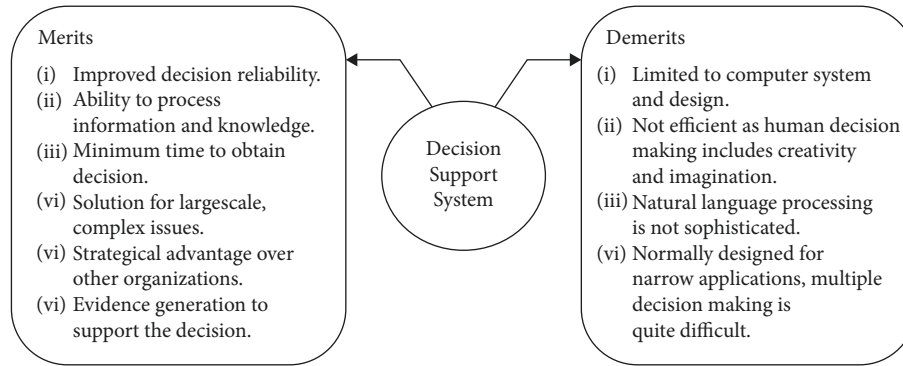 Merits
(i) Improved decision reliability.
(ii) Ability to process
information and knowledge.
(iii) Minimum time to obtain
decision.
(vi) Solution for largescale,
complex issues.
(vi) Strategical advantage over
other organizations.
(vi) Evidence generation to
support the decision.
Decision
Support
System
Demerits
(i) Limited to computer system
and design.
(ii) Not efficient as human decision
making includes creativity
and imagination.
(iii) Natural language processing
is not sophisticated.
(vi) Normally designed for
narrow applications, multiple
decision making is
quite difficult.